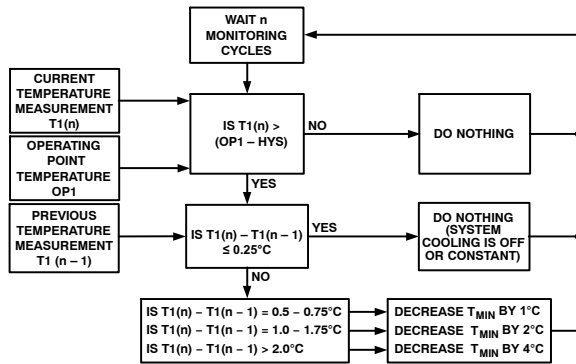 WAIT n
MONITORING
CYCLES
CURRENT
TEMPERATURE
MEASUREMENT
T1(n)
IS T1(n) >
(OP1 – HYS)
NO
DO NOTHING
OPERATING
POINT
TEMPERATURE
OP1
YES
PREVIOUS
TEMPERATURE
MEASUREMENT
T1 (n – 1)
IS T1(n) – T1(n – 1)
≤ 0.25°C
YES
DO NOTHING
(SYSTEM
COOLING IS OFF
OR CONSTANT)
NO
IS T1(n) – T1(n – 1) = 0.5 – 0.75°C
DECREASE TMIN BY 1°C
IS T1(n) – T1(n – 1) = 1.0 – 1.75°C
DECREASE TMIN BY 2°C
IS T1(n) – T1(n – 1) > 2.0°C
DECREASE TMIN BY 4°C